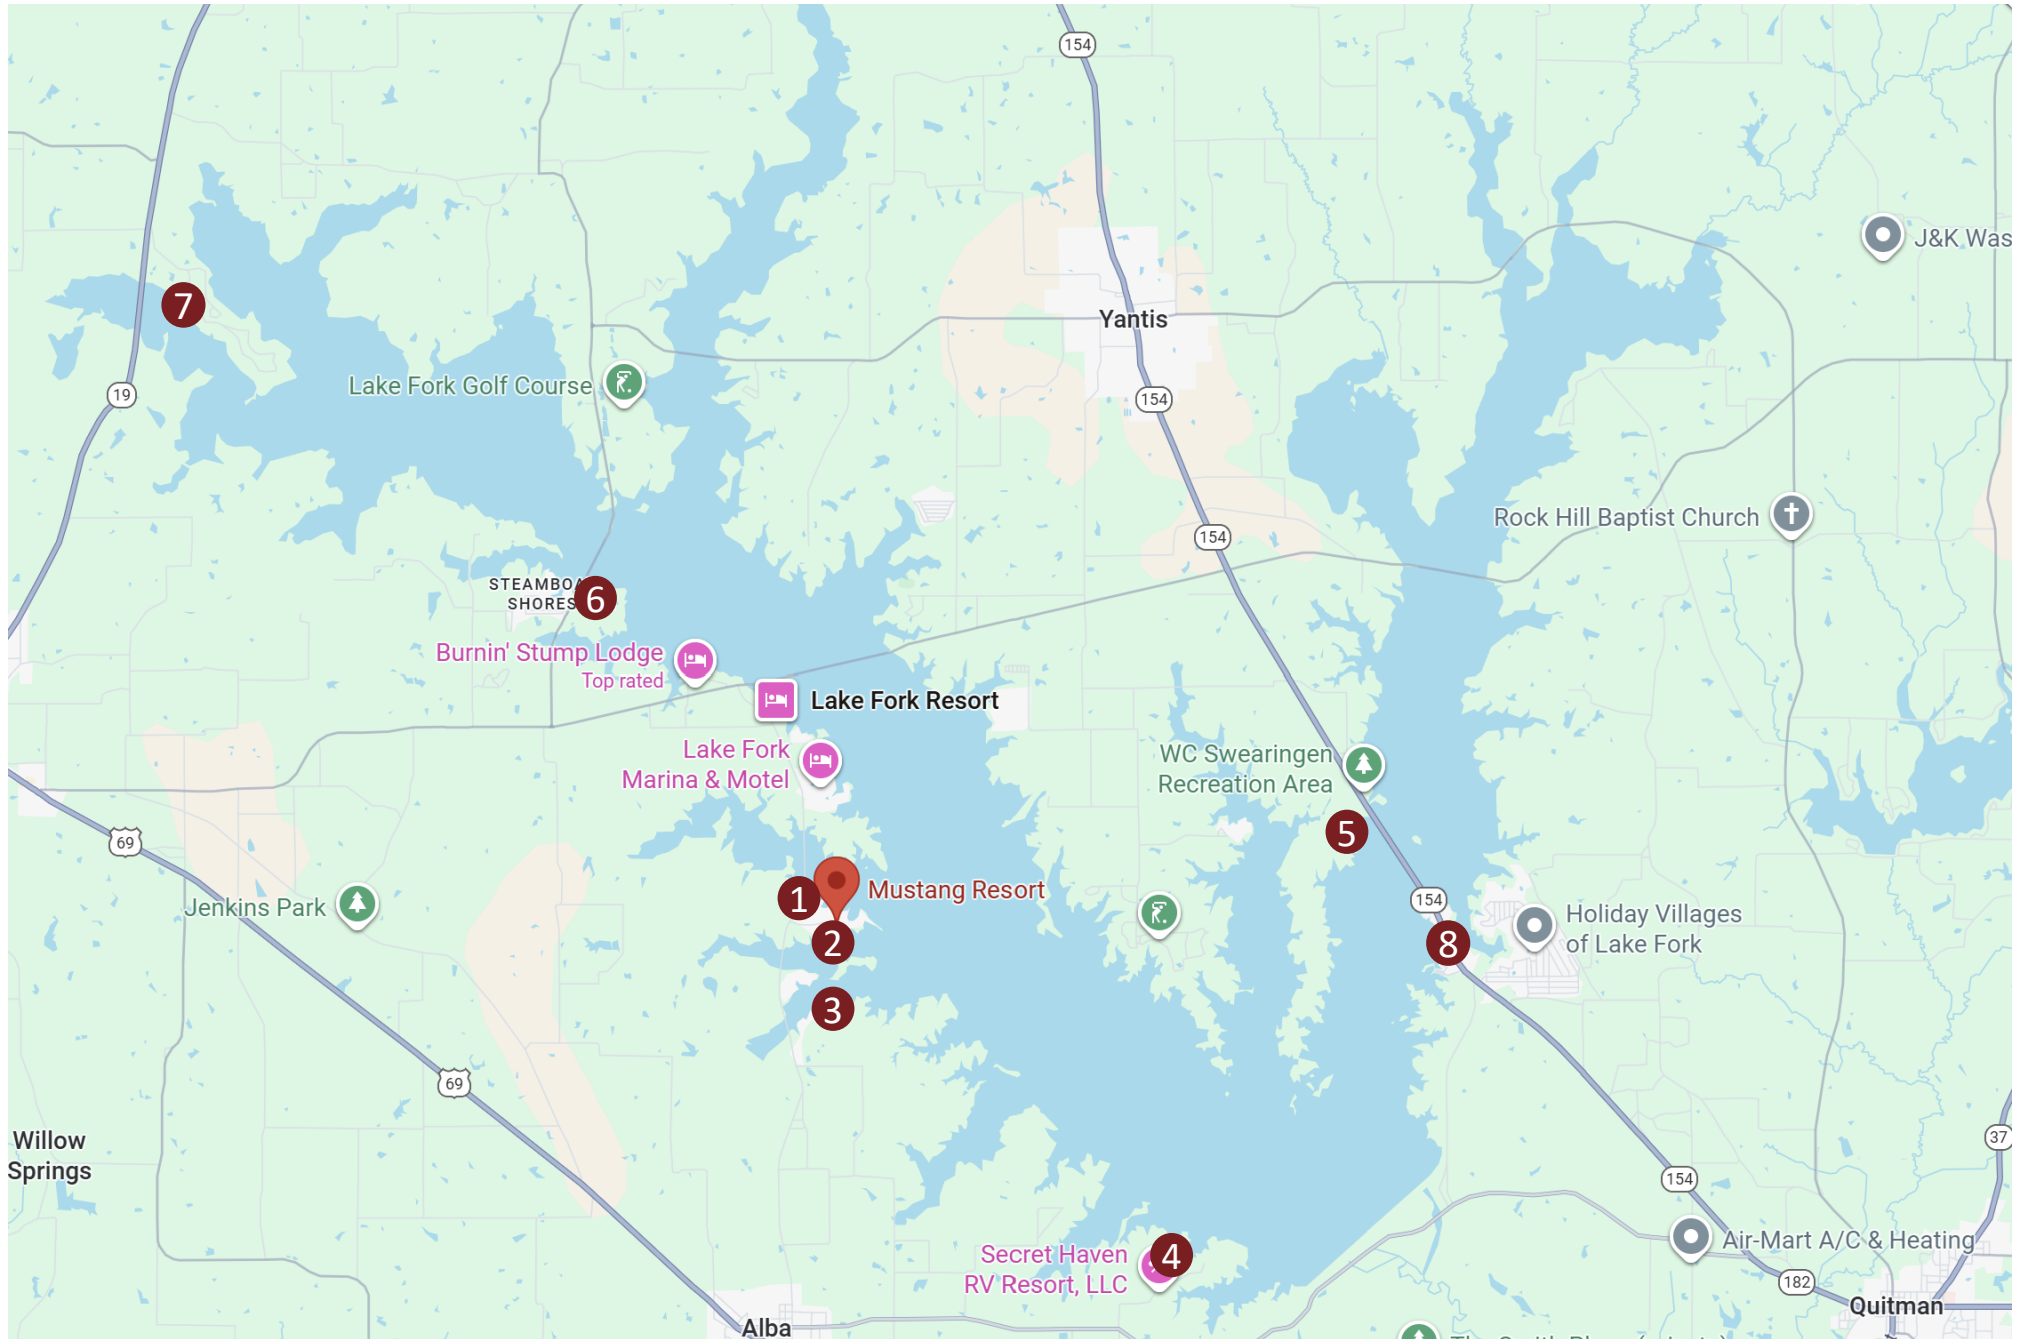 154
J&K Was
7
Yantis
Lake Fork Golf Course
19
154
Rock Hill Baptist Church
154
STEAMBOA
SHORES
6
Burnin' Stump Lodge
Top rated
Lake Fork Resort
Lake Fork
Marina & Motel
WC Swearingen
Recreation Area
5
69
Jenkins Park
1
Mustang Resort
2
154
8
Holiday Villages
of Lake Fork
3
69
Willow
Springs
37
154
Secret Haven
RV Resort, LLC
4
Air-Mart A/C & Heating
182
Quitman
Alba